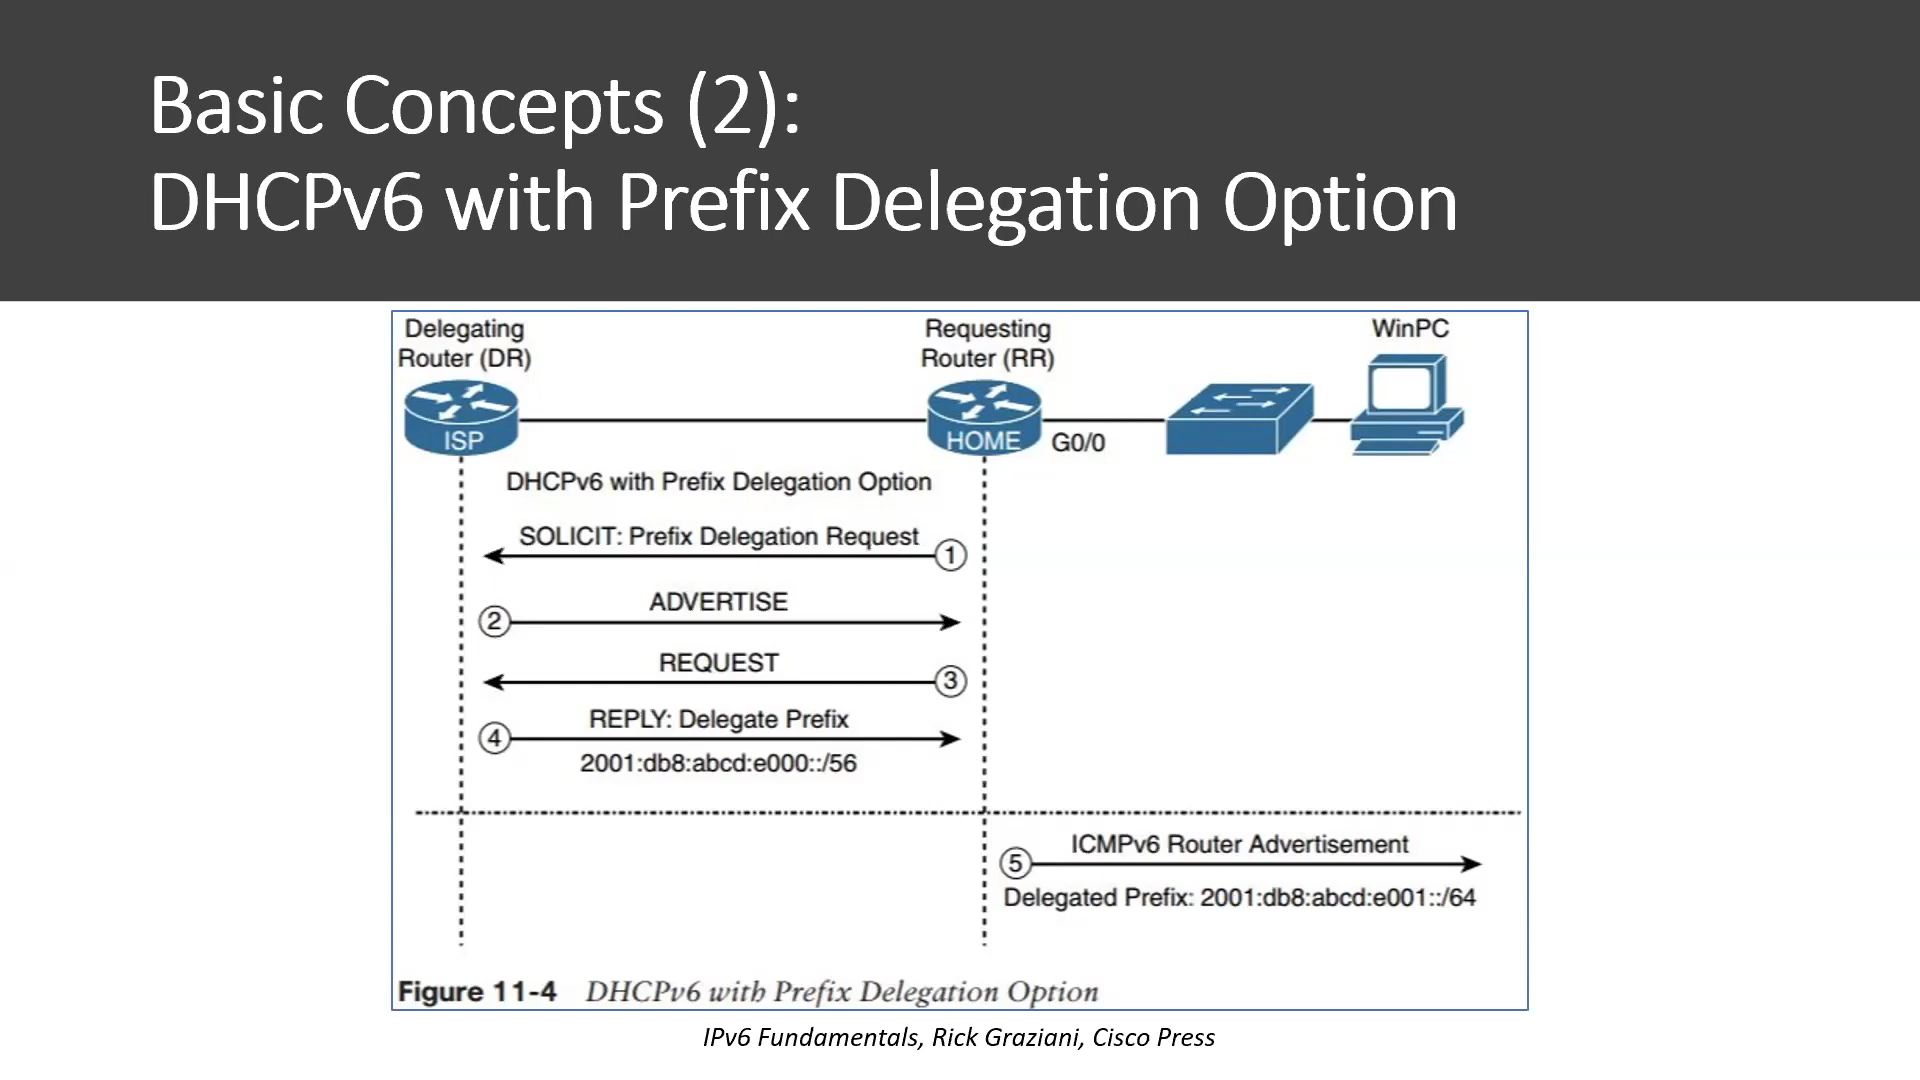 Basic Concepts (2):
DHCPv6 with Prefix Delegation Option
Delegating
Router (DR)
Requesting
Router (RR)
WinPC
ISP
HOME
G0/0
DHCPv6 with Prefix Delegation Option
SOLICIT: Prefix Delegation Request
1
ADVERTISE
2
REQUEST
3
REPLY: Delegate Prefix
4
2001:db8:abcd:e000::/56
ICMPv6 Router Advertisement
5
Delegated Prefix: 2001:db8:abcd:e001::/64
Figure 11-4 DHCPv6 with Prefix Delegation Option
IPv6 Fundamentals, Rick Graziani, Cisco Press